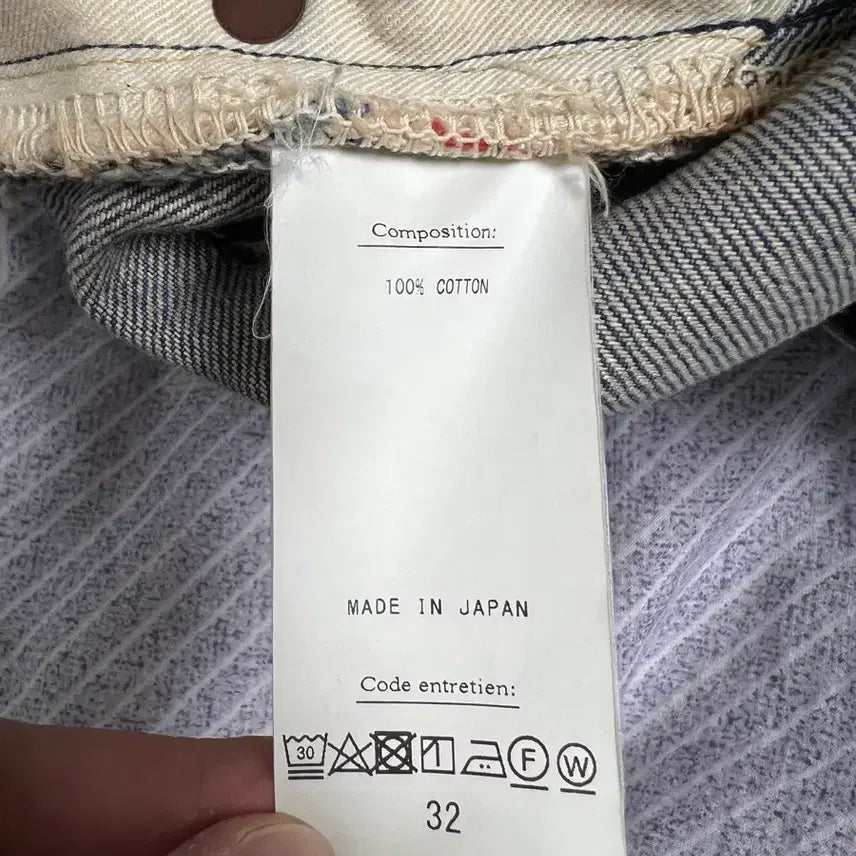 Composition:
100% COTTON
MADE IN JAPAN
Code entretien:
30 F W
32